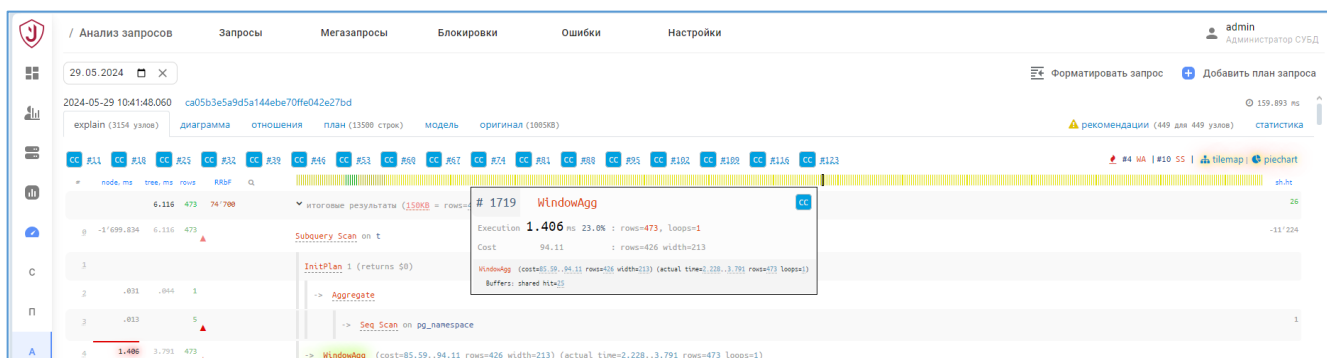 / Анализ запросов Запросы Мегазапросы Блокировки Ошибки Настройки admin
Администратор СУБД
29.05.2024 Форматировать запрос Добавить план запроса
2024-05-29 10:41:48.060 ca05b3e5a9d5a144ebe70ffe042e27bd 159.893 ms
explain (3154 узлов) диаграмма отношения план (13500 строк) модель оригинал (1005KB) рекомендации (449 для 449 узлов) статистика
CC #11 CC #18 CC #25 CC #32 CC #39 CC #46 CC #53 CC #60 CC #67 CC #74 CC #81 CC #88 CC #95 CC #102 CC #109 CC #116 CC #123 #4 WA | #10 SS | tilemap piechart
# node, ms tree, ms rows RRbF sh.ht
6.116 473 74'700 итоговые результаты (150KB = rows=4 26
# 1719 WindowAgg CC
Execution 1.406 ms 23.0% : rows=473, loops=1
Cost 94.11 : rows=426 width=213
WindowAgg (cost=85.59..94.11 rows=426 width=213) (actual time=2.228..3.791 rows=473 loops=1)
Buffers: shared hit=25
0 -1'699.834 6.116 473 Subquery Scan on t -11'224
InitPlan 1 (returns $0)
С
2 .031 .044 1 -> Aggregate
П
3 .013 5 -> Seq Scan on pg_namespace 1
А
1.406 3.791 473 -> WindowAgg (cost=85.59..94.11 rows=426 width=213) (actual time=2.228..3.791 rows=473 loops=1)